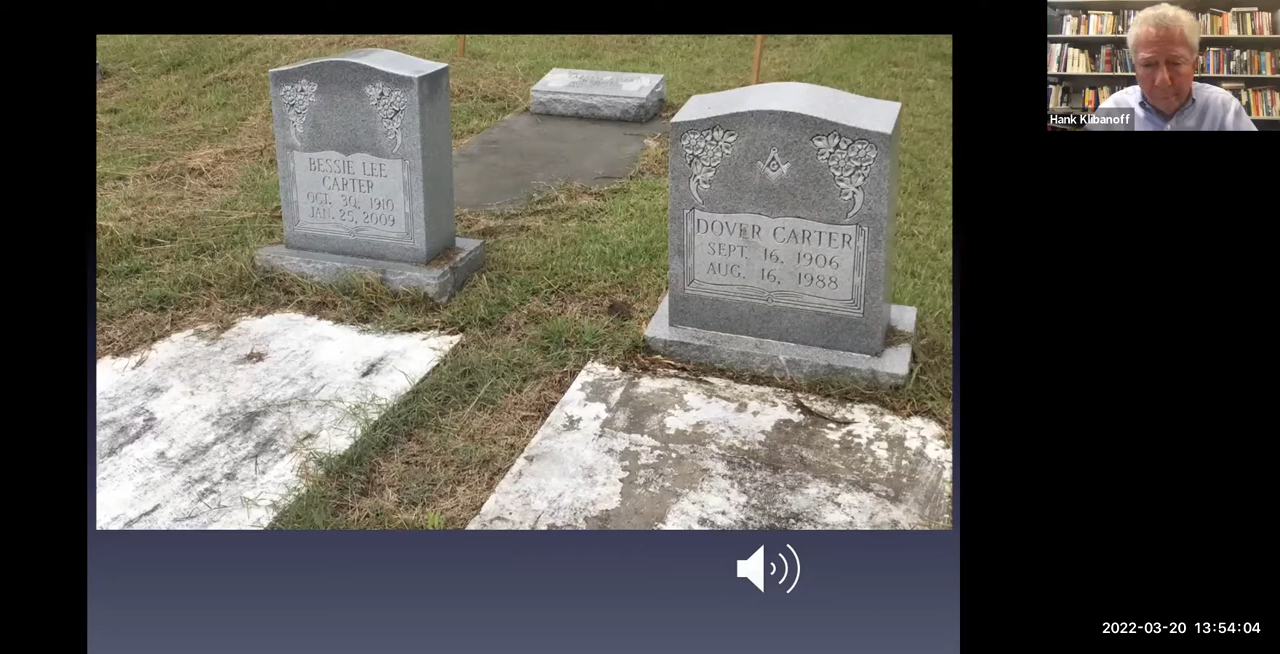 BESSIE LEE
CARTER
OCT. 30, 1910
JAN. 25, 2009
G
DOVER CARTER
SEPT. 16, 1906
AUG. 16, 1988
Hank Klibanoff
2022-03-20 13:54:04